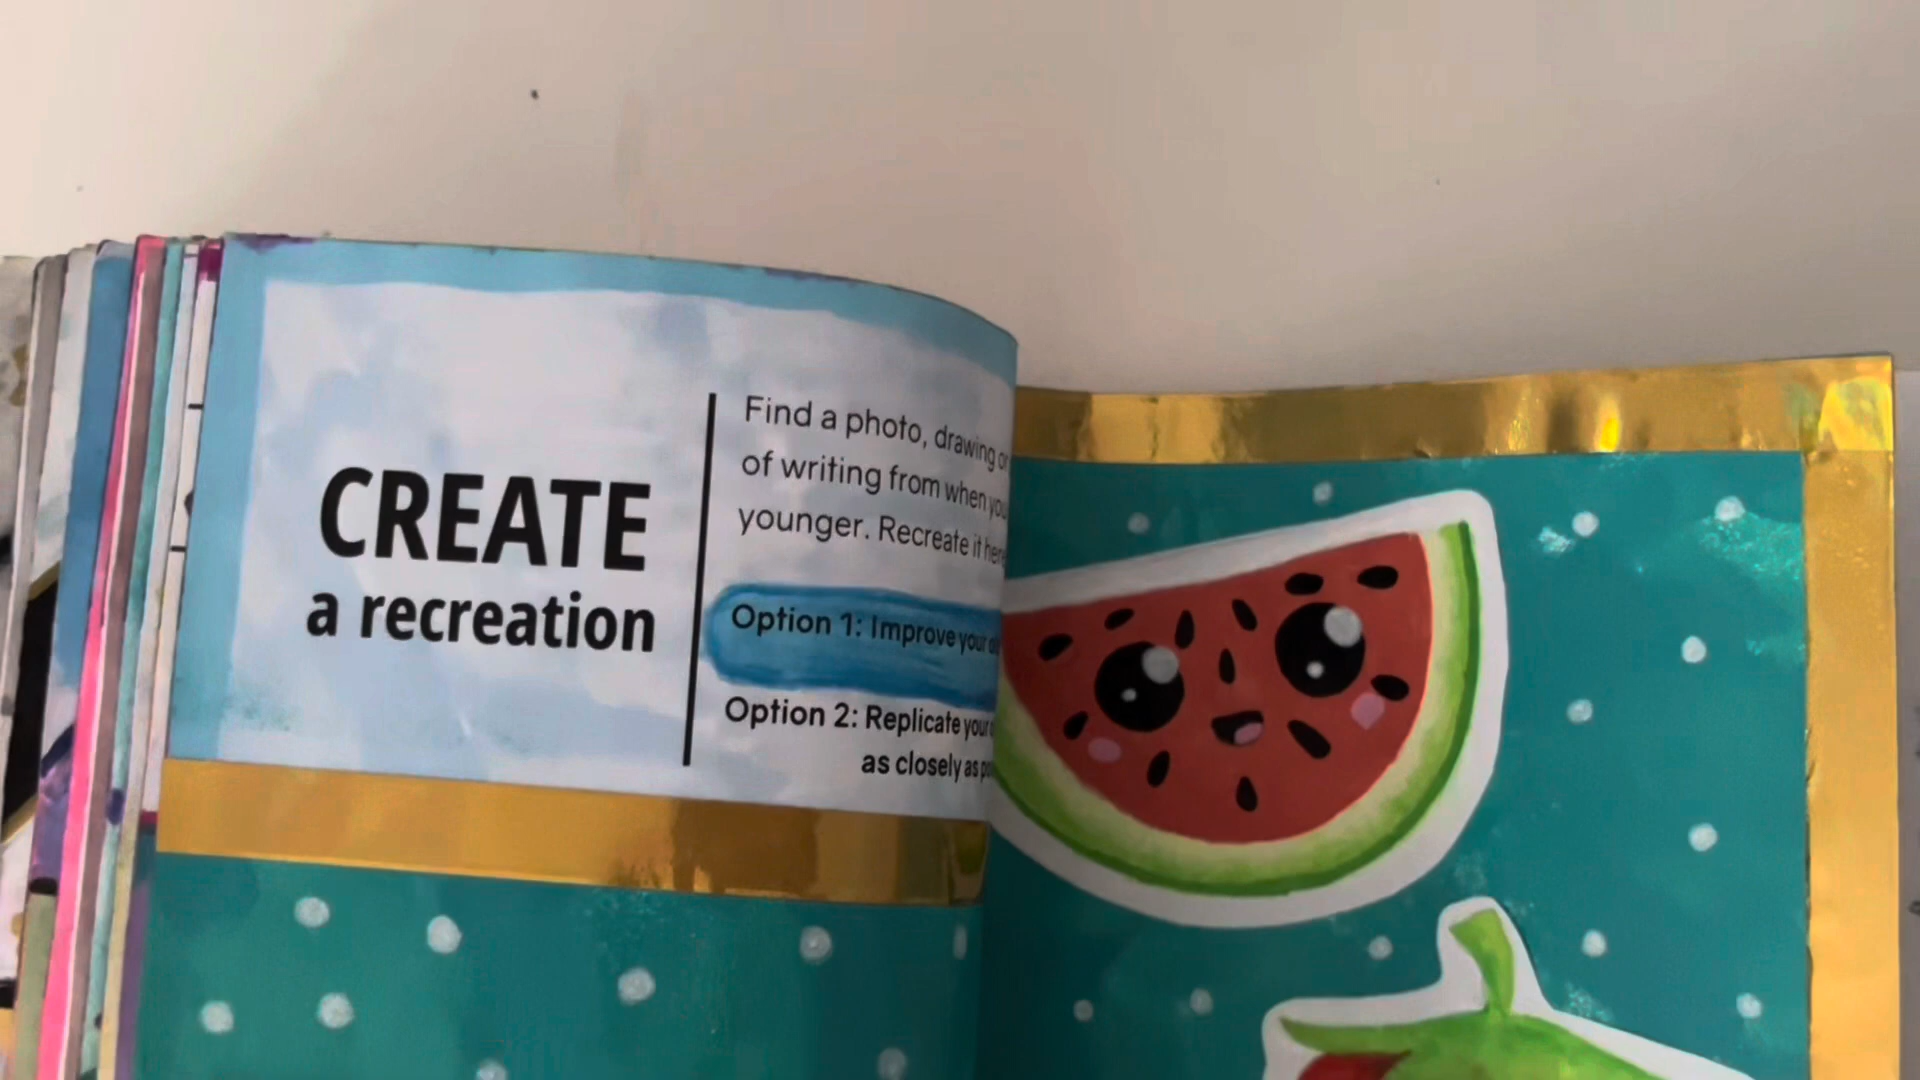 CREATE
a recreation
Find a photo, drawing or
of writing from when you
younger. Recreate it here
Option 1: Improve your
Option 2: Replicate your
as closely as